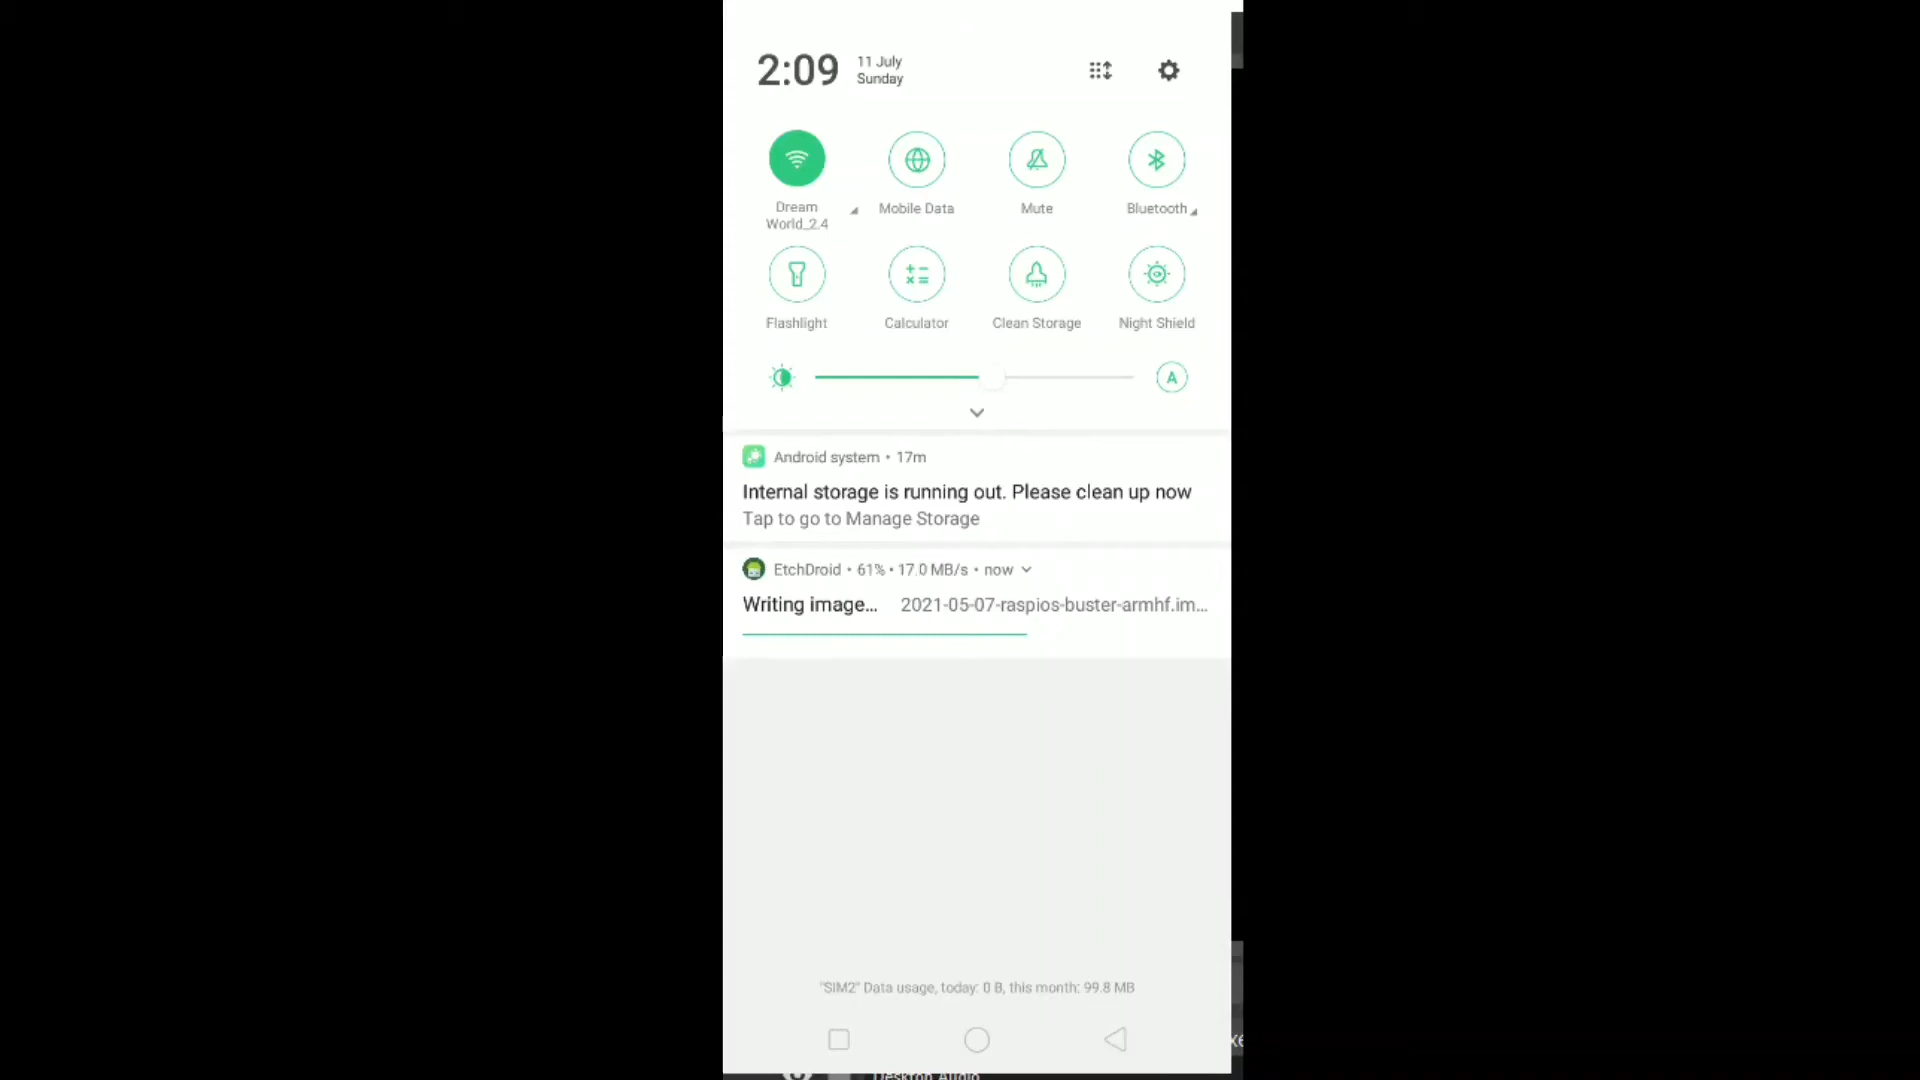 2:09
11 July
Sunday
Dream
World_2.4
Mobile Data
Mute
Bluetooth
Flashlight
Calculator
Clean Storage
Night Shield
A
Android system • 17m
Internal storage is running out. Please clean up now
Tap to go to Manage Storage
EtchDroid • 61% • 17.0 MB/s • now
Writing image... 2021-05-07-raspios-buster-armhf.im...
"SIM2" Data usage, today: 0 B, this month: 99.8 MB
Desktop Audio